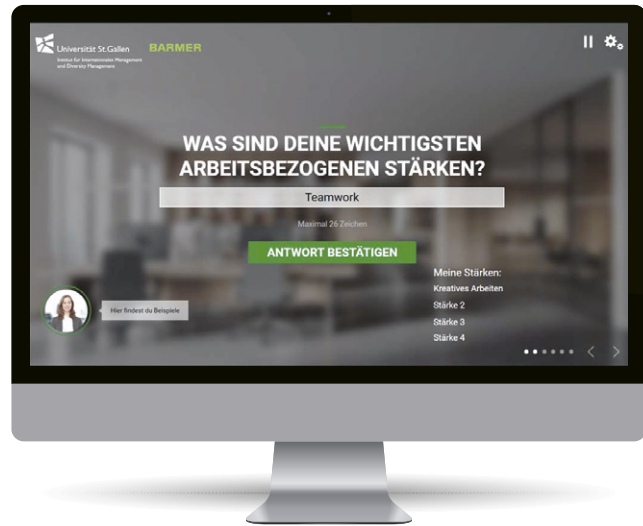 Universität St.Gallen
Institut für Internationales Management
und Diversity Management
BARMER
WAS SIND DEINE WICHTIGSTEN
ARBEITSBEZOGENEN STÄRKEN?
Teamwork
Maximal 26 Zeichen
ANTWORT BESTÄTIGEN
Meine Stärken:
Kreatives Arbeiten
Stärke 2
Stärke 3
Stärke 4
Hier findest du Beispiele